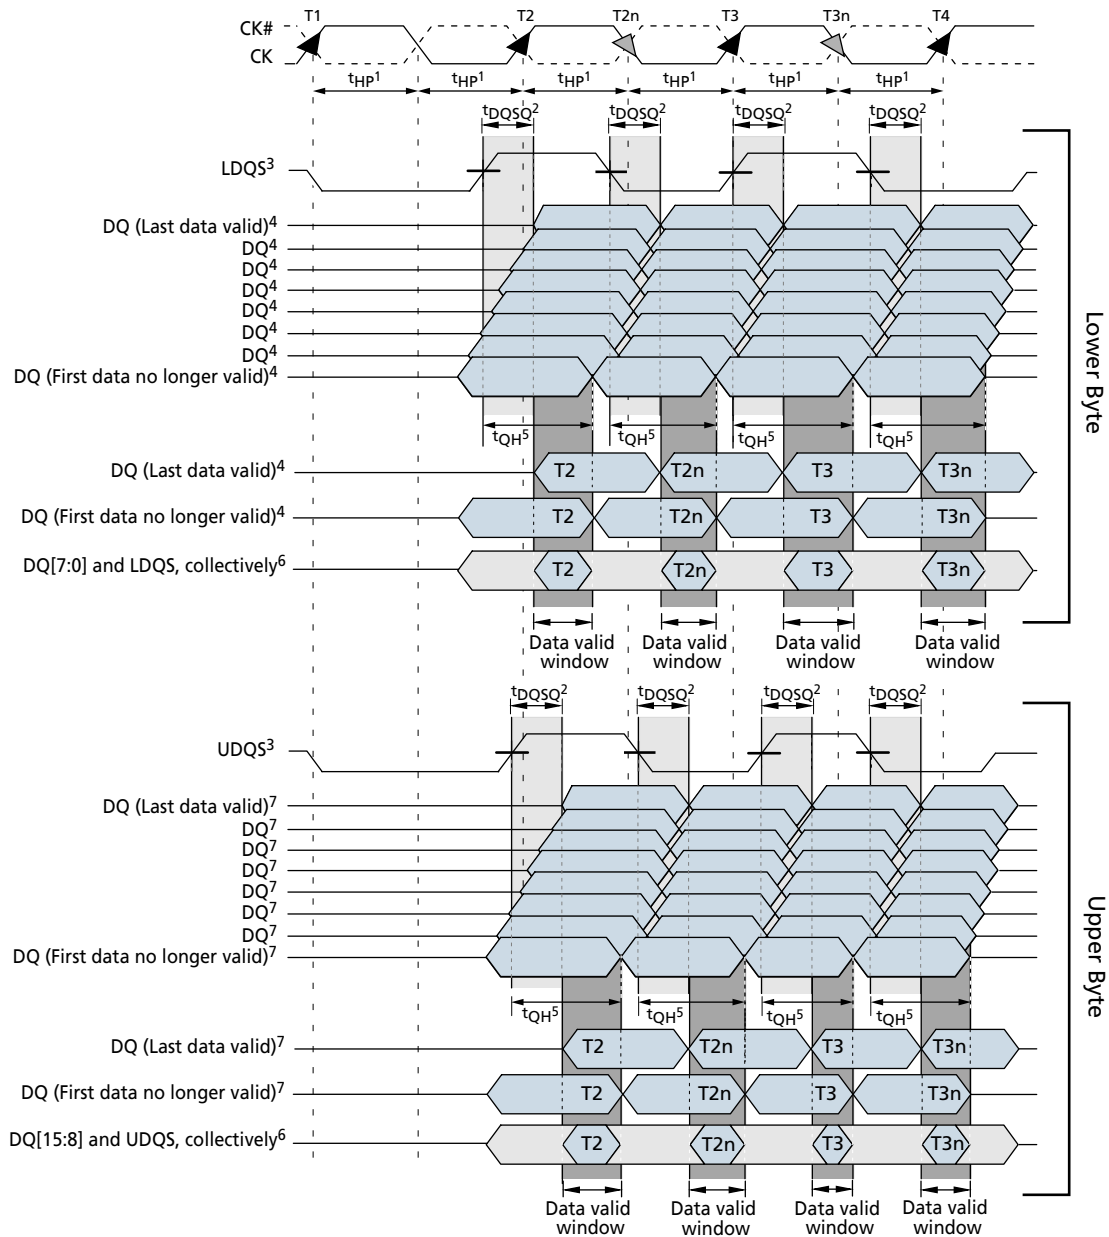 T1 T2 T2n T3 T3n T4
CK#
CK
tHP1 tHP1 tHP1 tHP1 tHP1 tHP1
tDQSQ2 tDQSQ2 tDQSQ2 tDQSQ2
LDQS3
DQ (Last data valid)4
DQ4
DQ4
DQ4
DQ4
DQ4
DQ4
DQ (First data no longer valid)4
tQH5 tQH5 tQH5 tQH5
DQ (Last data valid)4 T2 T2n T3 T3n
DQ (First data no longer valid)4 T2 T2n T3 T3n
DQ[7:0] and LDQS, collectively6 T2 T2n T3 T3n
Data valid window Data valid window Data valid window Data valid window
Lower Byte
tDQSQ2 tDQSQ2 tDQSQ2 tDQSQ2
UDQS3
DQ (Last data valid)7
DQ7
DQ7
DQ7
DQ7
DQ7
DQ7
DQ (First data no longer valid)7
tQH5 tQH5 tQH5 tQH5
DQ (Last data valid)7 T2 T2n T3 T3n
DQ (First data no longer valid)7 T2 T2n T3 T3n
DQ[15:8] and UDQS, collectively6 T2 T2n T3 T3n
Data valid window Data valid window Data valid window Data valid window
Upper Byte